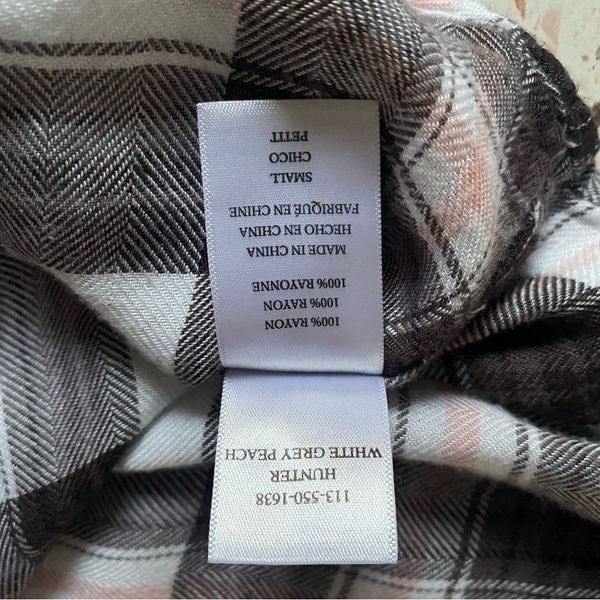 113-550-1638
HUNTER
WHITE GREY PEACH
100% RAYON
100% RAYON
100% RAYONNE
MADE IN CHINA
HECHO EN CHINA
FABRIQUÉ EN CHINE
SMALL
CHICO
PETIT